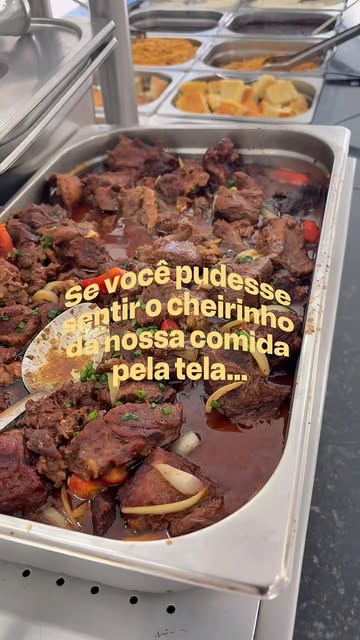 Se você pudesse
sentir o cheirinho
da nossa comida
pela tela...